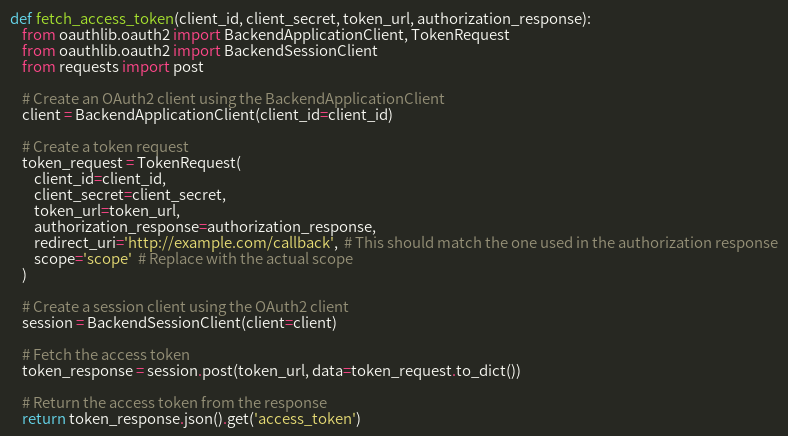 def fetch_access_token(client_id, client_secret, token_url, authorization_response):
    from oauthlib.oauth2 import BackendApplicationClient, TokenRequest
    from oauthlib.oauth2 import BackendSessionClient
    from requests import post

    # Create an OAuth2 client using the BackendApplicationClient
    client = BackendApplicationClient(client_id=client_id)

    # Create a token request
    token_request = TokenRequest(
        client_id=client_id,
        client_secret=client_secret,
        token_url=token_url,
        authorization_response=authorization_response,
        redirect_uri='http://example.com/callback',  # This should match the one used in the authorization response
        scope='scope'  # Replace with the actual scope
    )

    # Create a session client using the OAuth2 client
    session = BackendSessionClient(client=client)

    # Fetch the access token
    token_response = session.post(token_url, data=token_request.to_dict())

    # Return the access token from the response
    return token_response.json().get('access_token')